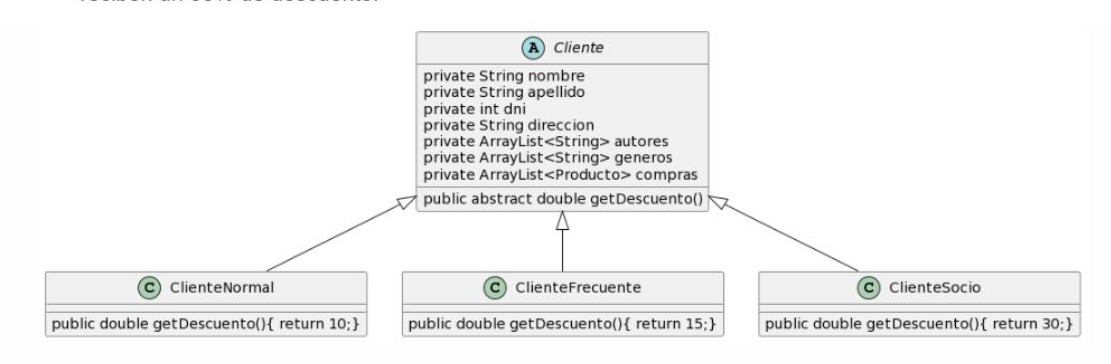 A Cliente
private String nombre
private String apellido
private int dni
private String direccion
private ArrayList<String> autores
private ArrayList<String> generos
private ArrayList<Producto> compras
public abstract double getDescuento()
C ClienteNormal
public double getDescuento(){ return 10;}
C ClienteFrecuente
public double getDescuento(){ return 15;}
C ClienteSocio
public double getDescuento(){ return 30;}